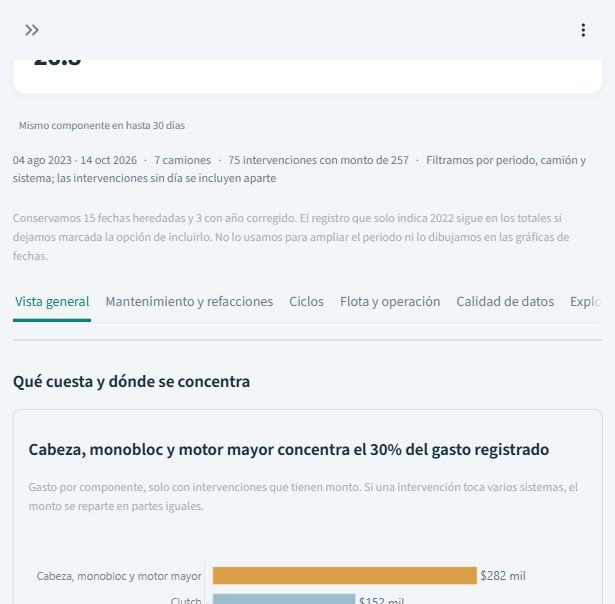 Mismo componente en hasta 30 días
04 ago 2023 - 14 oct 2026 · 7 camiones · 75 intervenciones con monto de 257 · Filtramos por periodo, camión y
sistema; las intervenciones sin día se incluyen aparte
Conservamos 15 fechas heredadas y 3 con año corregido. El registro que solo indica 2022 sigue en los totales si
dejamos marcada la opción de incluirlo. No lo usamos para ampliar el periodo ni lo dibujamos en las gráficas de
fechas.
Vista general Mantenimiento y refacciones Ciclos Flota y operación Calidad de datos Explo
Qué cuesta y dónde se concentra
Cabeza, monobloc y motor mayor concentra el 30% del gasto registrado
Gasto por componente, solo con intervenciones que tienen monto. Si una intervención toca varios sistemas, el
monto se reparte en partes iguales.
Cabeza, monobloc y motor mayor $282 mil
Clutch $152 mil